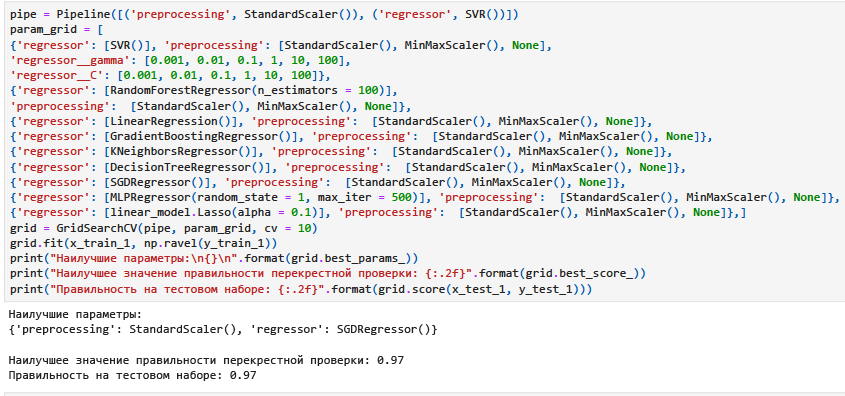 pipe = Pipeline([('preprocessing', StandardScaler()), ('regressor', SVR())])
param_grid = [
{'regressor': [SVR()], 'preprocessing': [StandardScaler(), MinMaxScaler(), None],
'regressor__gamma': [0.001, 0.01, 0.1, 1, 10, 100],
'regressor__C': [0.001, 0.01, 0.1, 1, 10, 100]},
{'regressor': [RandomForestRegressor(n_estimators = 100)],
'preprocessing':  [StandardScaler(), MinMaxScaler(), None]},
{'regressor': [LinearRegression()], 'preprocessing':  [StandardScaler(), MinMaxScaler(), None]},
{'regressor': [GradientBoostingRegressor()], 'preprocessing':  [StandardScaler(), MinMaxScaler(), None]},
{'regressor': [KNeighborsRegressor()], 'preprocessing':  [StandardScaler(), MinMaxScaler(), None]},
{'regressor': [DecisionTreeRegressor()], 'preprocessing':  [StandardScaler(), MinMaxScaler(), None]},
{'regressor': [SGDRegressor()], 'preprocessing':  [StandardScaler(), MinMaxScaler(), None]},
{'regressor': [MLPRegressor(random_state = 1, max_iter = 500)], 'preprocessing':  [StandardScaler(), MinMaxScaler(), None]},
{'regressor': [linear_model.Lasso(alpha = 0.1)], 'preprocessing':  [StandardScaler(), MinMaxScaler(), None]},]
grid = GridSearchCV(pipe, param_grid, cv = 10)
grid.fit(x_train_1, np.ravel(y_train_1))
print("Наилучшие параметры:\n{}\n".format(grid.best_params_))
print("Наилучшее значение правильности перекрестной проверки: {:.2f}".format(grid.best_score_))
print("Правильность на тестовом наборе: {:.2f}".format(grid.score(x_test_1, y_test_1)))
Наилучшие параметры:
{'preprocessing': StandardScaler(), 'regressor': SGDRegressor()}
Наилучшее значение правильности перекрестной проверки: 0.97
Правильность на тестовом наборе: 0.97